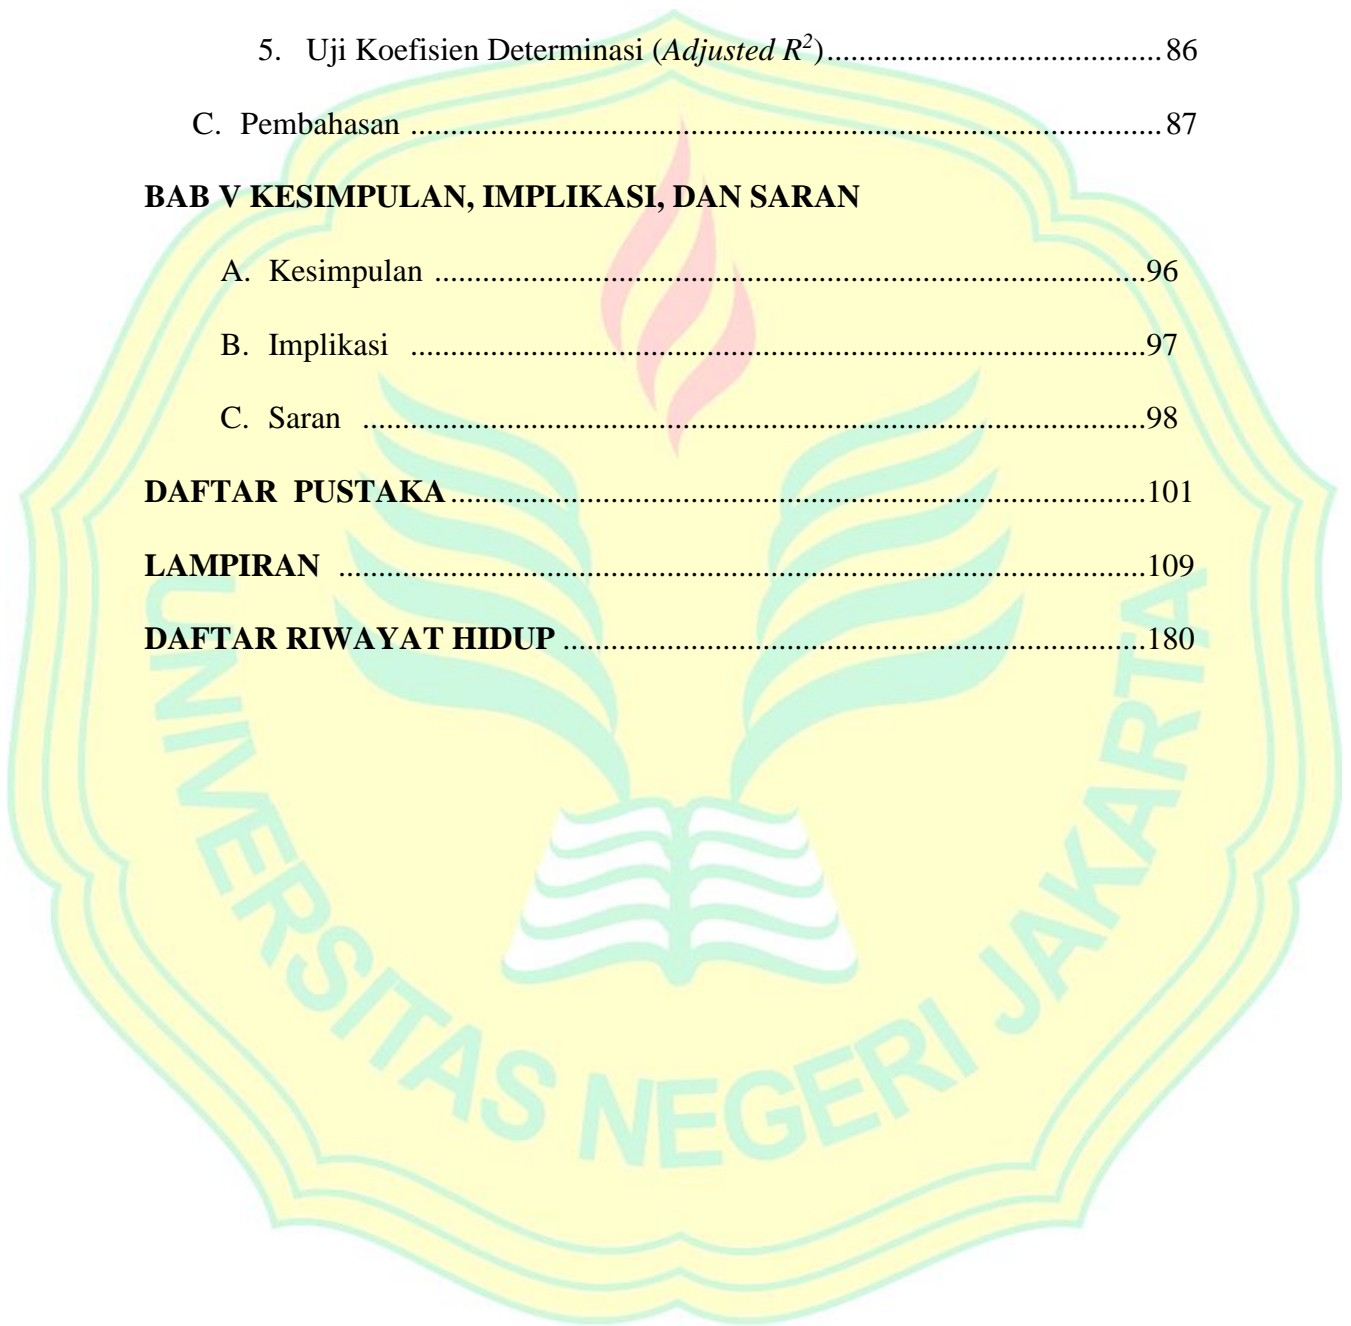 5. Uji Koefisien Determinasi (Adjusted R²)..........................................86
C. Pembahasan ..............................................................................................87
BAB V KESIMPULAN, IMPLIKASI, DAN SARAN
A. Kesimpulan .........................................................................................96
B. Implikasi ............................................................................................97
C. Saran ..................................................................................................98
DAFTAR PUSTAKA.......................................................................................101
LAMPIRAN .....................................................................................................109
DAFTAR RIWAYAT HIDUP .........................................................................180
UNIVERSITAS NEGERI JAKARTA